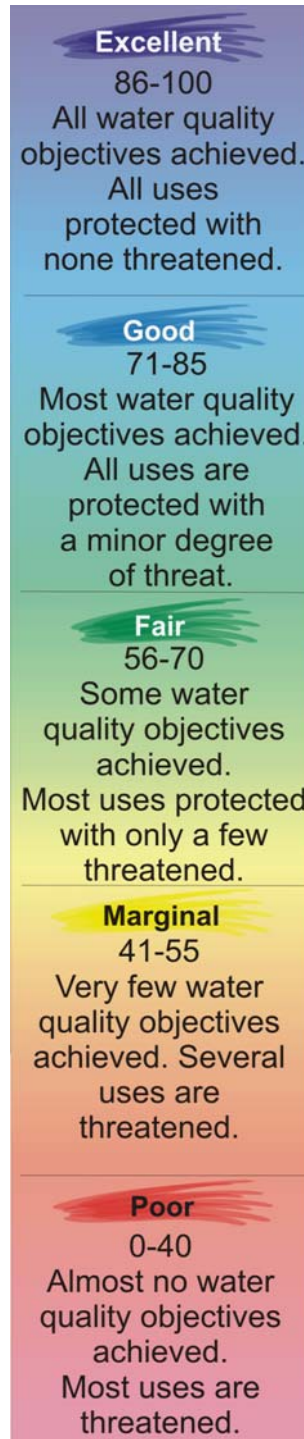 Excellent
86-100
All water quality
objectives achieved.
All uses
protected with
none threatened.
Good
71-85
Most water quality
objectives achieved.
All uses are
protected with
a minor degree
of threat.
Fair
56-70
Some water
quality objectives
achieved.
Most uses protected
with only a few
threatened.
Marginal
41-55
Very few water
quality objectives
achieved. Several
uses are
threatened.
Poor
0-40
Almost no water
quality objectives
achieved.
Most uses are
threatened.